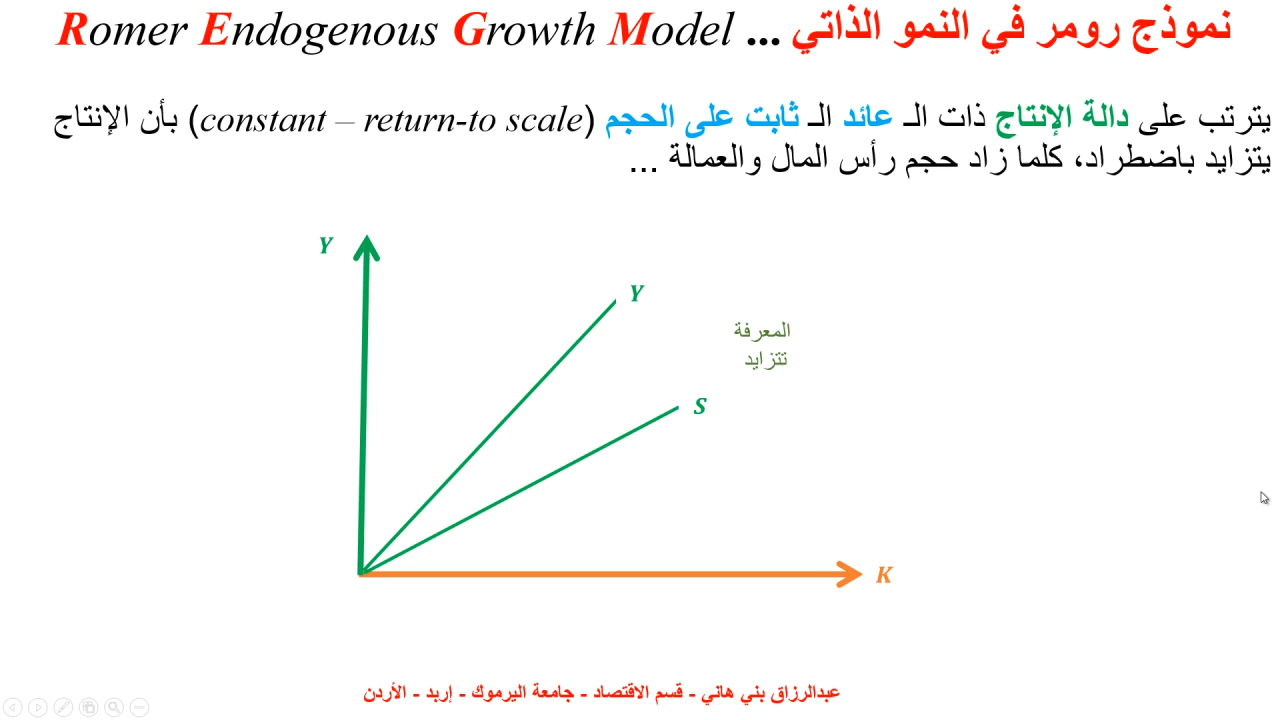 نموذج رومر في النمو الذاتي ... Romer Endogenous Growth Model
يترتب على دالة الإنتاج ذات الـ عائد الـ ثابت على الحجم (constant – return-to scale) بأن الإنتاج
يتزايد باضطراد، كلما زاد حجم رأس المال والعمالة ...
Y
Y
المعرفة
تتزايد
S
K
عبدالرزاق بني هاني - قسم الاقتصاد - جامعة اليرموك - إربد - الأردن